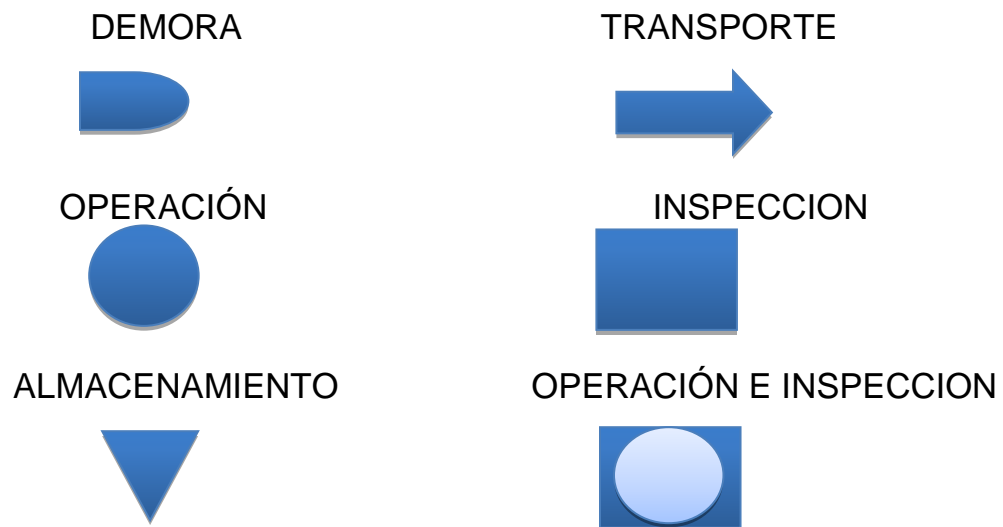 DEMORA
TRANSPORTE
OPERACIÓN
INSPECCION
ALMACENAMIENTO
OPERACIÓN E INSPECCION